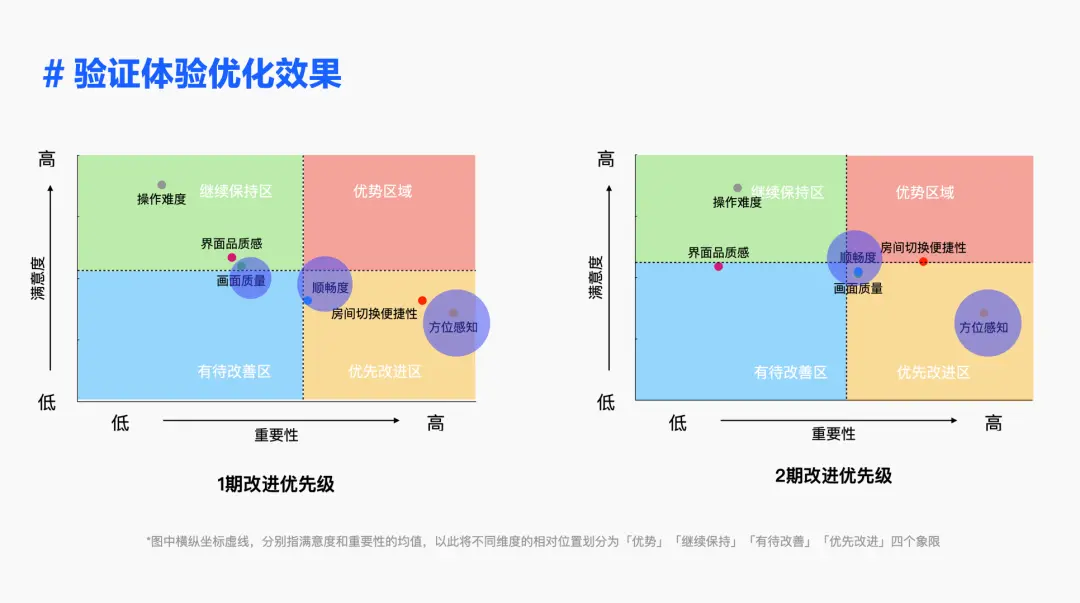 # 验证体验优化效果
高
满意度
低
操作难度
继续保持区
优势区域
界面品质感
画面质量
顺畅度
房间切换便捷性
方位感知
有待改善区
优先改进区
低
重要性
高
1期改进优先级
高
满意度
低
继续保持区
优势区域
操作难度
界面品质感
房间切换便捷性
顺畅度
画面质量
方位感知
有待改善区
优先改进区
低
重要性
高
2期改进优先级
*图中横纵坐标虚线，分别指满意度和重要性的均值，以此将不同维度的相对位置划分为「优势」「继续保持」「有待改善」「优先改进」四个象限